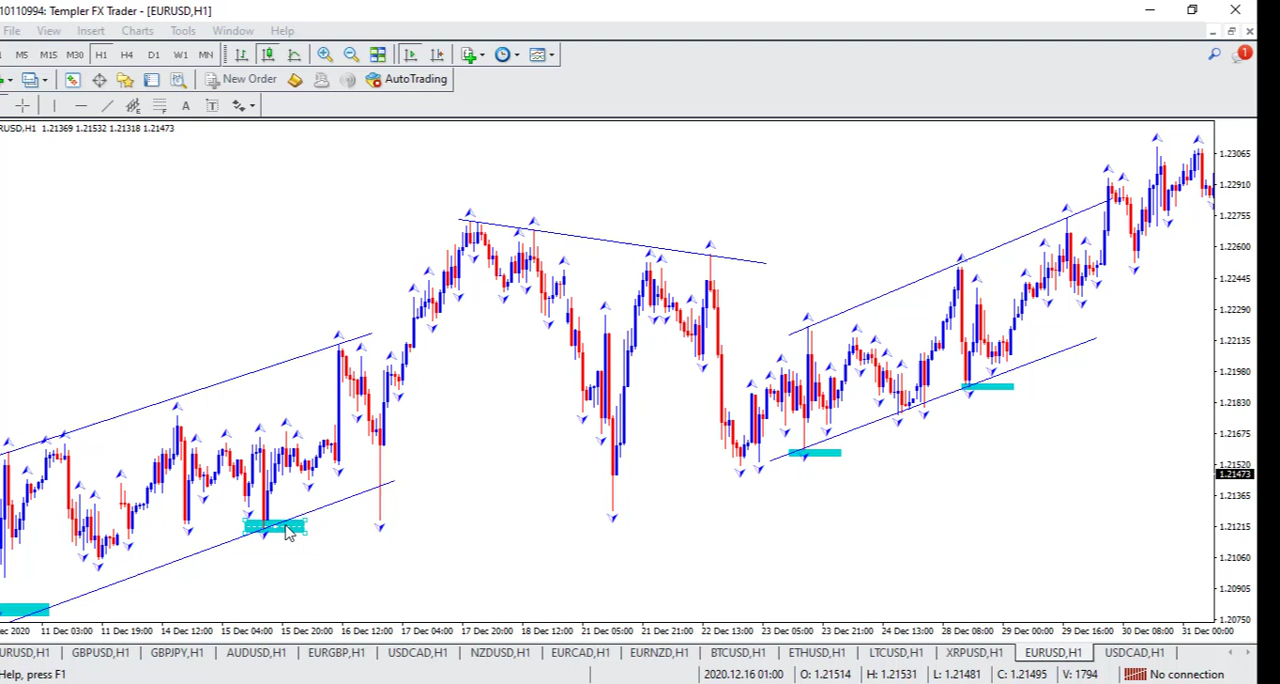 10110994: Templer FX Trader - [EURUSD,H1]
File View Insert Charts Tools Window Help
1 M5 M15 M30 H1 H4 D1 W1 MN 1
New Order AutoTrading
A T
RUSD,H1 1.21369 1.21532 1.21318 1.21473
1.23065
1.22910
1.22755
1.22600
1.22445
1.22290
1.22135
1.21980
1.21830
1.21675
1.21520
1.21473
1.21365
1.21215
1.21060
1.20905
1.20750
ec 2020 11 Dec 03:00 11 Dec 19:00 14 Dec 12:00 15 Dec 04:00 15 Dec 20:00 16 Dec 12:00 17 Dec 04:00 17 Dec 20:00 18 Dec 12:00 21 Dec 05:00 21 Dec 21:00 22 Dec 13:00 23 Dec 05:00 23 Dec 21:00 24 Dec 13:00 28 Dec 08:00 29 Dec 00:00 29 Dec 16:00 30 Dec 08:00 31 Dec 00:00
URUSD,H1 GBPUSD,H1 GBPJPY,H1 AUDUSD,H1 EURGBP,H1 USDCAD,H1 NZDUSD,H1 EURCAD,H1 EURNZD,H1 BTCUSD,H1 ETHUSD,H1 LTCUSD,H1 XRPUSD,H1 EURUSD,H1 USDCAD,H1
Help, press F1 2020.12.16 01:00 O: 1.21514 H: 1.21531 L: 1.21481 C: 1.21495 V: 1794 No connection